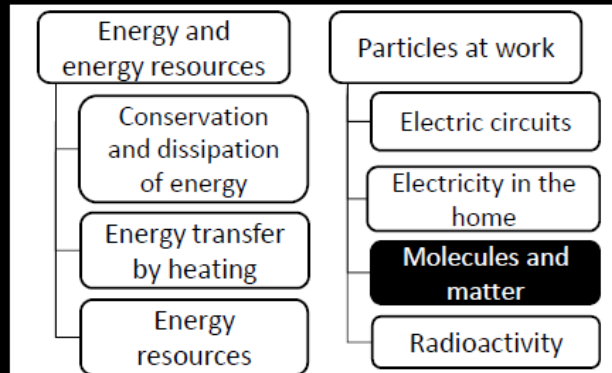 Energy and
energy resources
Conservation
and dissipation
of energy
Energy transfer
by heating
Energy
resources
Particles at work
Electric circuits
Electricity in the
home
Molecules and
matter
Radioactivity